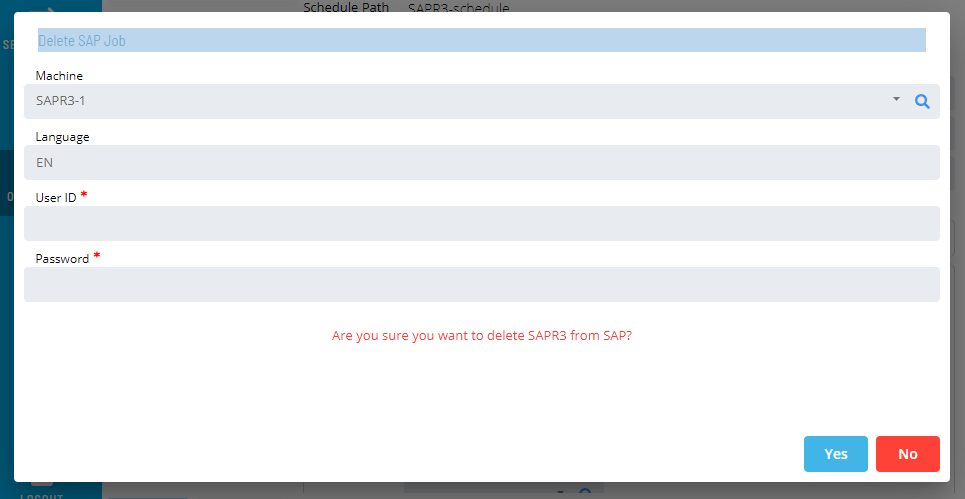 Schedule Path SAPR3-schedule
Delete SAP Job
Machine
SAPR3-1
Language
EN
User ID *
Password *
Are you sure you want to delete SAPR3 from SAP?
Yes No
LOGOUT